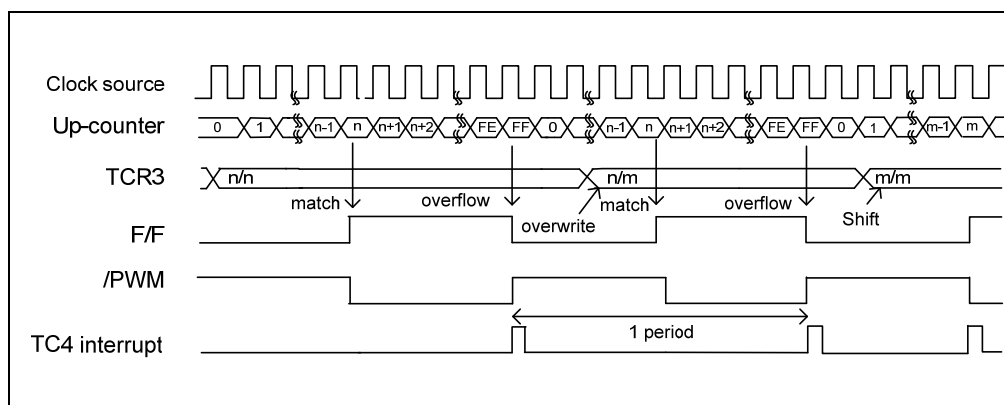 Clock source
Up-counter
0 1 n-1 n n+1 n+2 FE FF 0 n-1 n n+1 n+2 FE FF 0 1 m-1 m
TCR3
n/n n/m m/m
match overflow overwrite match overflow Shift
F/F
/PWM
1 period
TC4 interrupt